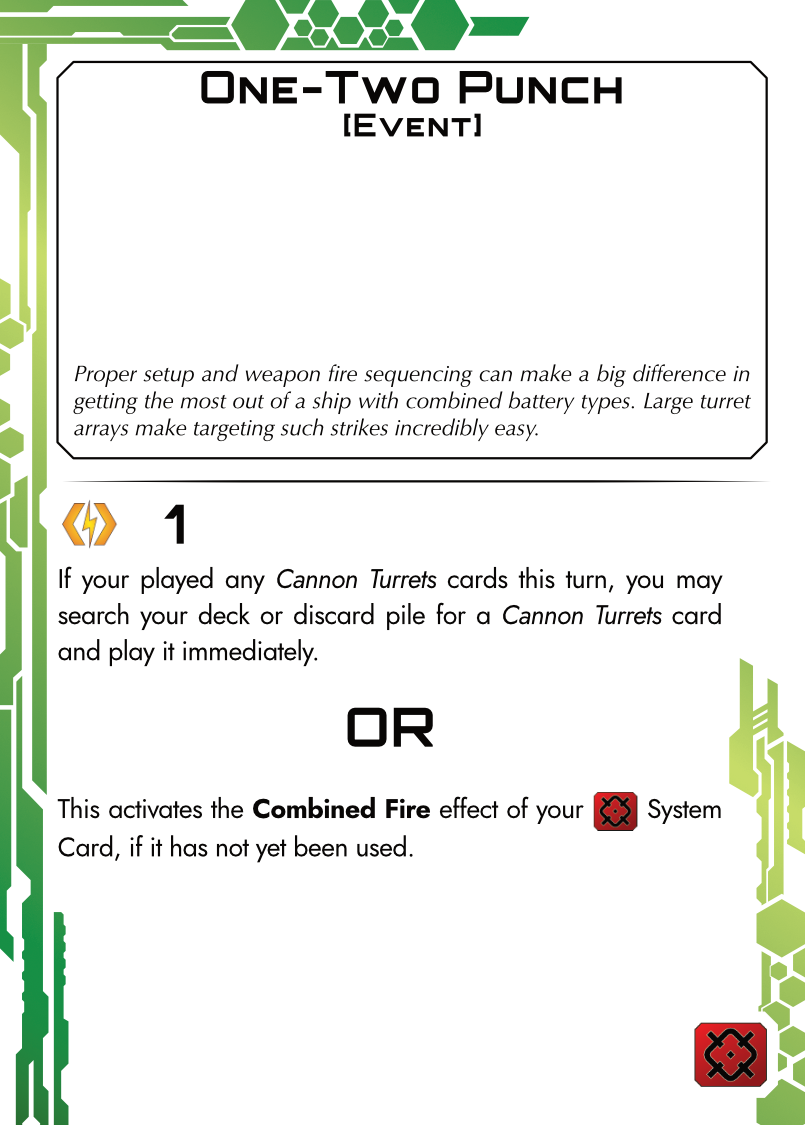 One-Two Punch
[Event]
Proper setup and weapon fire sequencing can make a big difference in
getting the most out of a ship with combined battery types. Large turret
arrays make targeting such strikes incredibly easy.
1
If your played any Cannon Turrets cards this turn, you may
search your deck or discard pile for a Cannon Turrets card
and play it immediately.
OR
This activates the Combined Fire effect of your System
Card, if it has not yet been used.